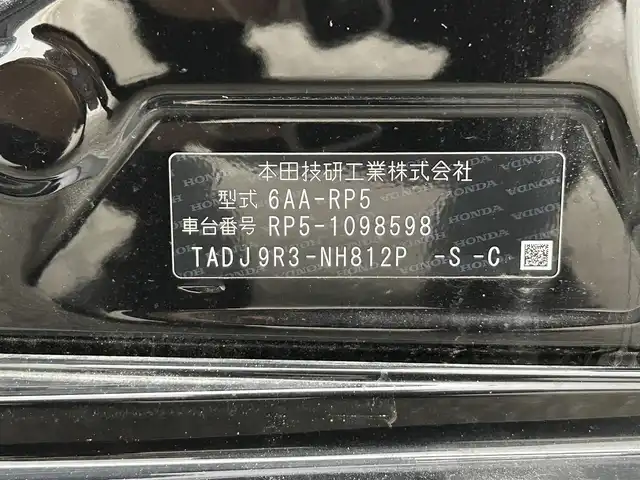 本田技研工業株式会社
型式 6AA-RP5
車台番号 RP5-1098598
TADJ9R3-NH812P -S -C